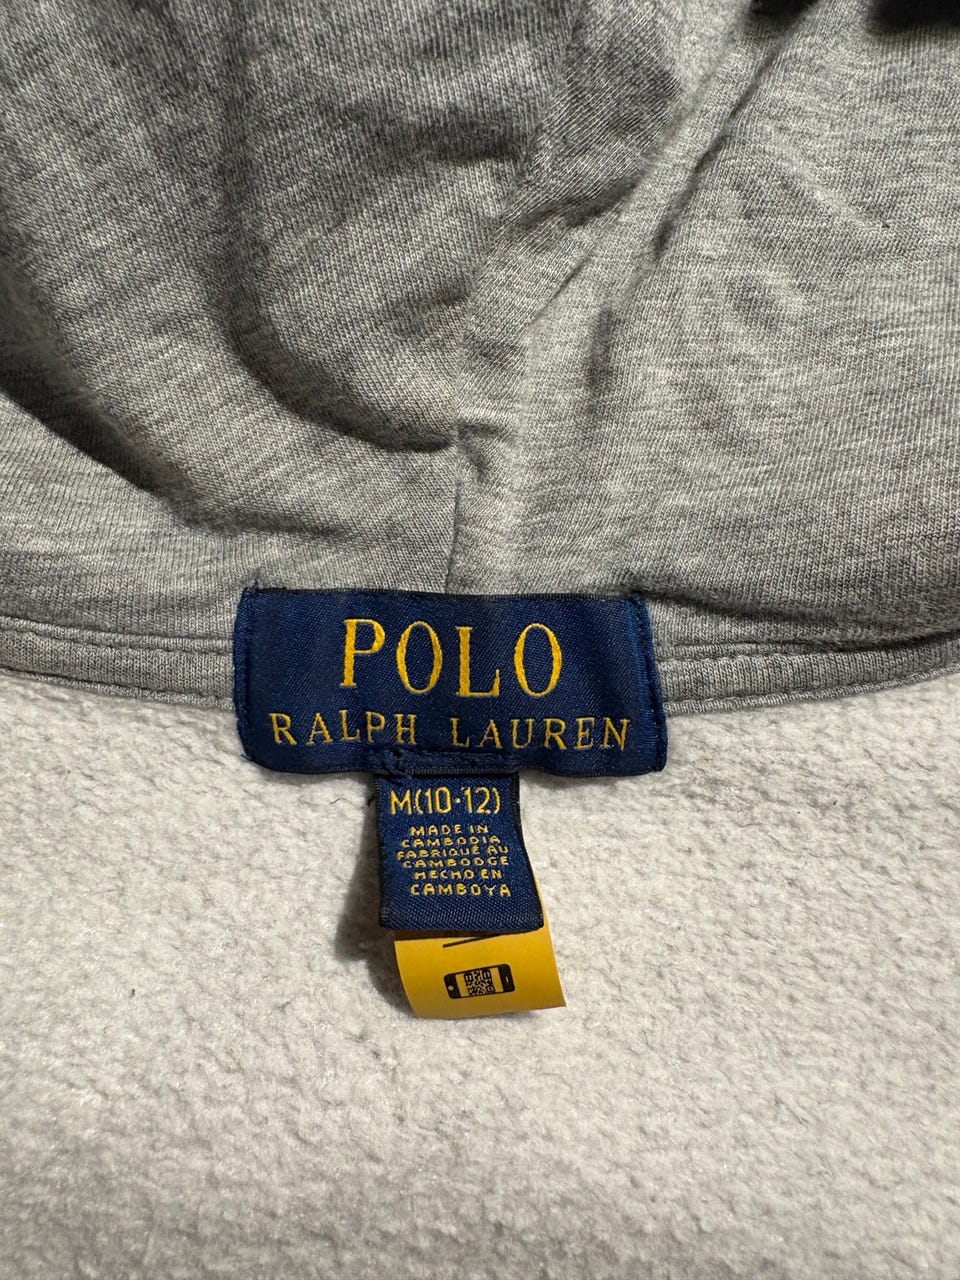 POLO
RALPH LAUREN
M(10-12)
MADE IN
CAMBODIA
FABRIQUE AU
CAMBODGE
HECHO EN
CAMBOYA